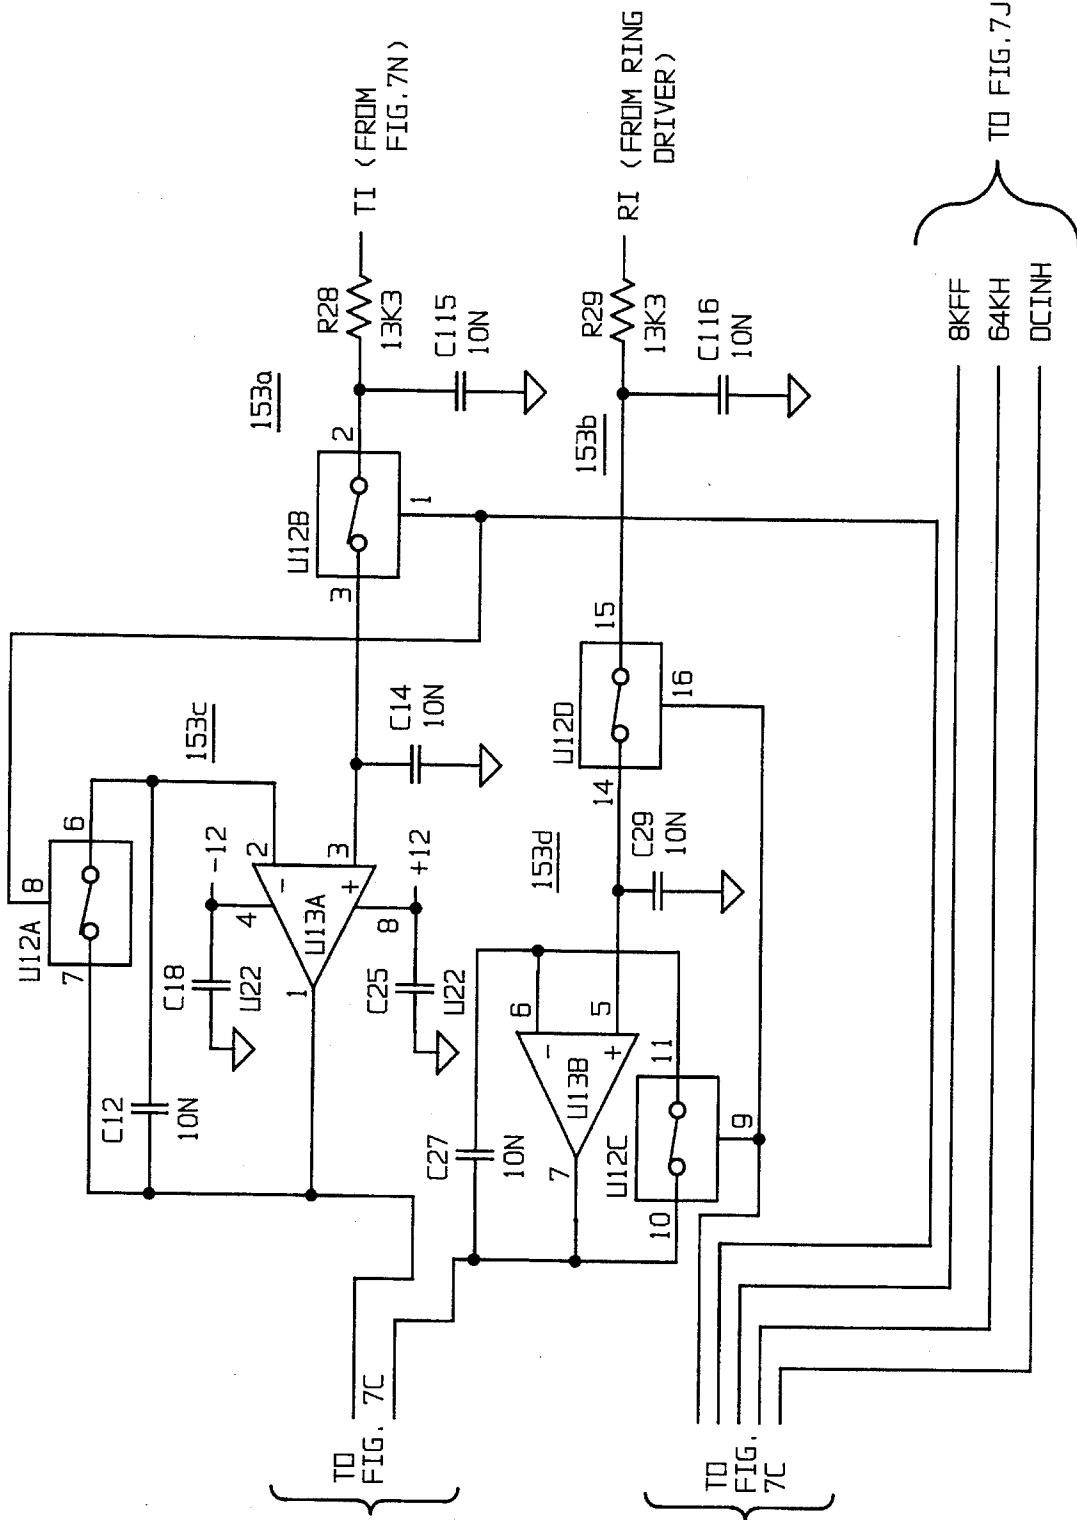 TO
FIG. 7C
TO
FIG.
7C
C12
10N
7
U12A
8
6
153c
C18
U22
4
-12
2
3
1
U13A
-
+
8
+12
C25
U22
C14
10N
3
U12B
2
1
153a
R28
13K3
C115
10N
TI (FROM
FIG.7N)
C27
10N
6
5
7
U13B
-
+
10
U12C
11
9
153d
C29
10N
14
U12D
15
16
153b
R29
13K3
C116
10N
RI (FROM RING
DRIVER)
8KFF
64KH
DCINH
TO FIG.7J